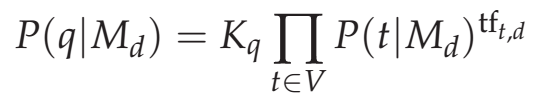 P(q|M_d) = K_q ∏_{t∈V} P(t|M_d)^{tf_{t,d}}